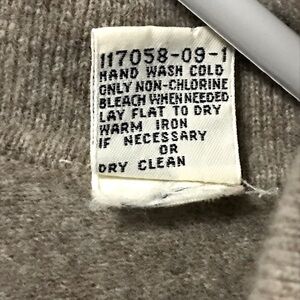 117058-09-1
HAND WASH COLD
ONLY NON-CHLORINE
BLEACH WHEN NEEDED
LAY FLAT TO DRY
WARM IRON
IF NECESSARY
OR
DRY CLEAN